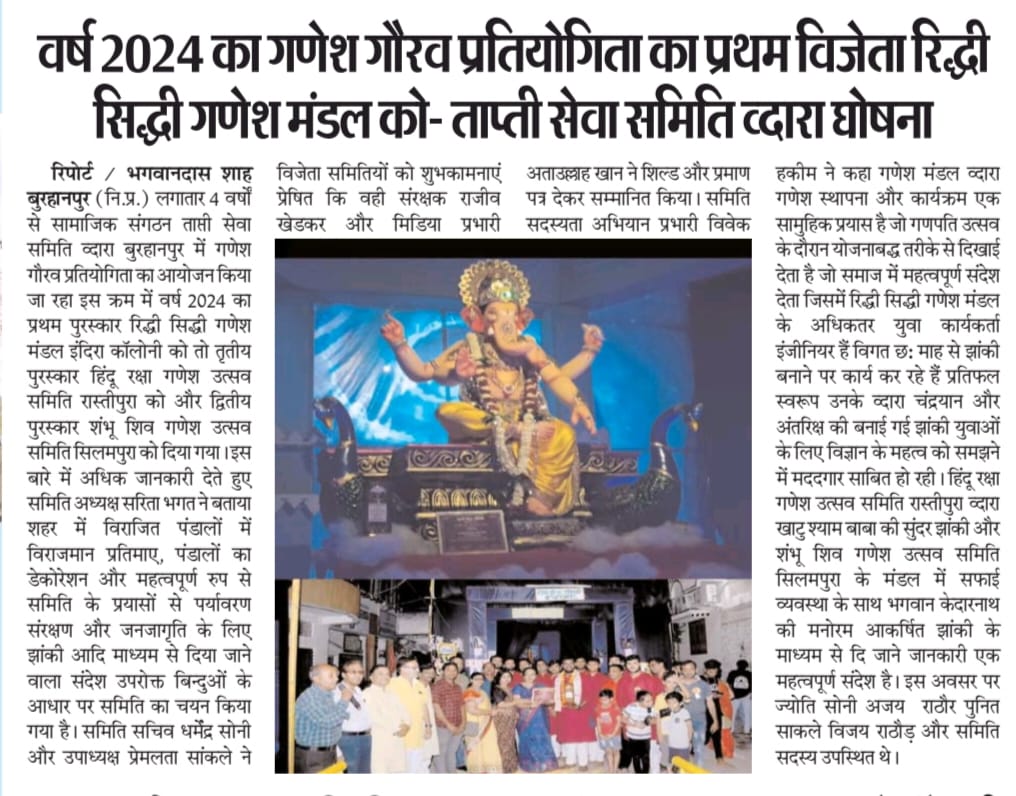 वर्ष 2024 का गणेश गौरव प्रतियोगिता का प्रथम विजेता रिद्धी
सिद्धी गणेश मंडल को- ताप्ती सेवा समिति व्दारा घोषना
रिपोर्ट / भगवानदास शाह
बुरहानपुर (नि.प्र.) लगातार 4 वर्षों
से सामाजिक संगठन ताप्ती सेवा
समिति व्दारा बुरहानपुर में गणेश
गौरव प्रतियोगिता का आयोजन किया
जा रहा इस क्रम में वर्ष 2024 का
प्रथम पुरस्कार रिद्धी सिद्धी गणेश
मंडल इंदिरा कॉलोनी को तो तृतीय
पुरस्कार हिंदू रक्षा गणेश उत्सव
समिति रास्तीपुरा को और द्वितीय
पुरस्कार शंभू शिव गणेश उत्सव
समिति सिलमपुरा को दिया गया।इस
बारे में अधिक जानकारी देते हुए
समिति अध्यक्ष सरिता भगत ने बताया
शहर में विराजित पंडालों में
विराजमान प्रतिमाए, पंडालों का
डेकोरेशन और महत्वपूर्ण रुप से
समिति के प्रयासों से पर्यावरण
संरक्षण और जनजागृति के लिए
झांकी आदि माध्यम से दिया जाने
वाला संदेश उपरोक्त बिन्दुओं के
आधार पर समिति का चयन किया
गया है। समिति सचिव धर्मेंद्र सोनी
और उपाध्यक्ष प्रेमलता सांकले ने
विजेता समितियों को शुभकामनाएं
प्रेषित कि वही संरक्षक राजीव
खेडकर और मिडिया प्रभारी
अताउल्लाह खान ने शिल्ड और प्रमाण
पत्र देकर सम्मानित किया। समिति
सदस्यता अभियान प्रभारी विवेक
हकीम ने कहा गणेश मंडल व्दारा
गणेश स्थापना और कार्यक्रम एक
सामुहिक प्रयास है जो गणपति उत्सव
के दौरान योजनाबद्ध तरीके से दिखाई
देता है जो समाज में महत्वपूर्ण संदेश
देता जिसमें रिद्धी सिद्धी गणेश मंडल
के अधिकतर युवा कार्यकर्ता
इंजीनियर हैं विगत छ: माह से झांकी
बनाने पर कार्य कर रहे हैं प्रतिफल
स्वरूप उनके व्दारा चंद्रयान और
अंतरिक्ष की बनाई गई झांकी युवाओं
के लिए विज्ञान के महत्व को समझने
में मददगार साबित हो रही। हिंदू रक्षा
गणेश उत्सव समिति रास्तीपुरा व्दारा
खाटु श्याम बाबा की सुंदर झांकी और
शंभू शिव गणेश उत्सव समिति
सिलमपुरा के मंडल में सफाई
व्यवस्था के साथ भगवान केदारनाथ
की मनोरम आकर्षित झांकी के
माध्यम से दि जाने जानकारी एक
महत्वपूर्ण संदेश है। इस अवसर पर
ज्योति सोनी अजय राठौर पुनित
साकले विजय राठौड़ और समिति
सदस्य उपस्थित थे।